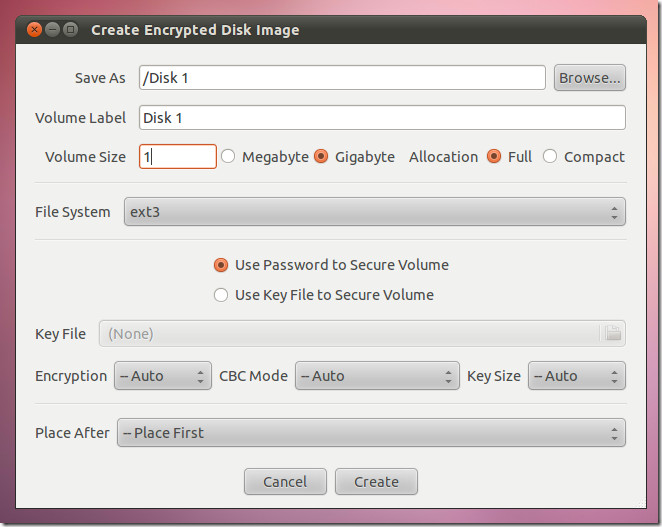 Create Encrypted Disk Image
Save As /Disk 1 Browse...
Volume Label Disk 1
Volume Size 1 Megabyte Gigabyte Allocation Full Compact
File System ext3
Use Password to Secure Volume
Use Key File to Secure Volume
Key File (None)
Encryption -- Auto CBC Mode -- Auto Key Size -- Auto
Place After -- Place First
Cancel Create